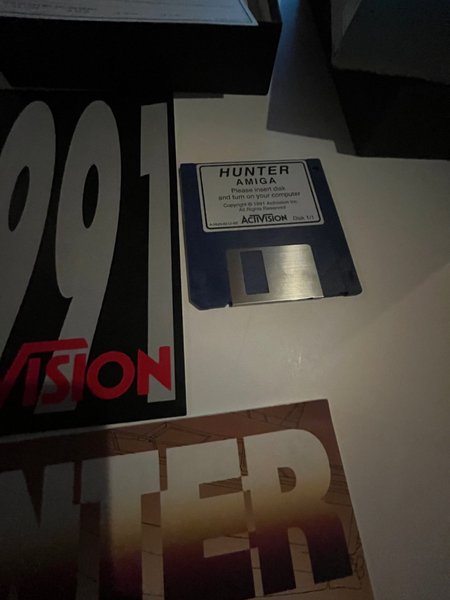 991
VISION
HUNTER
AMIGA
Please insert disk
and turn on your computer
Copyright © 1991 Activision Inc.
All Rights Reserved
ACTIVISION
Disk 1/1
NTER